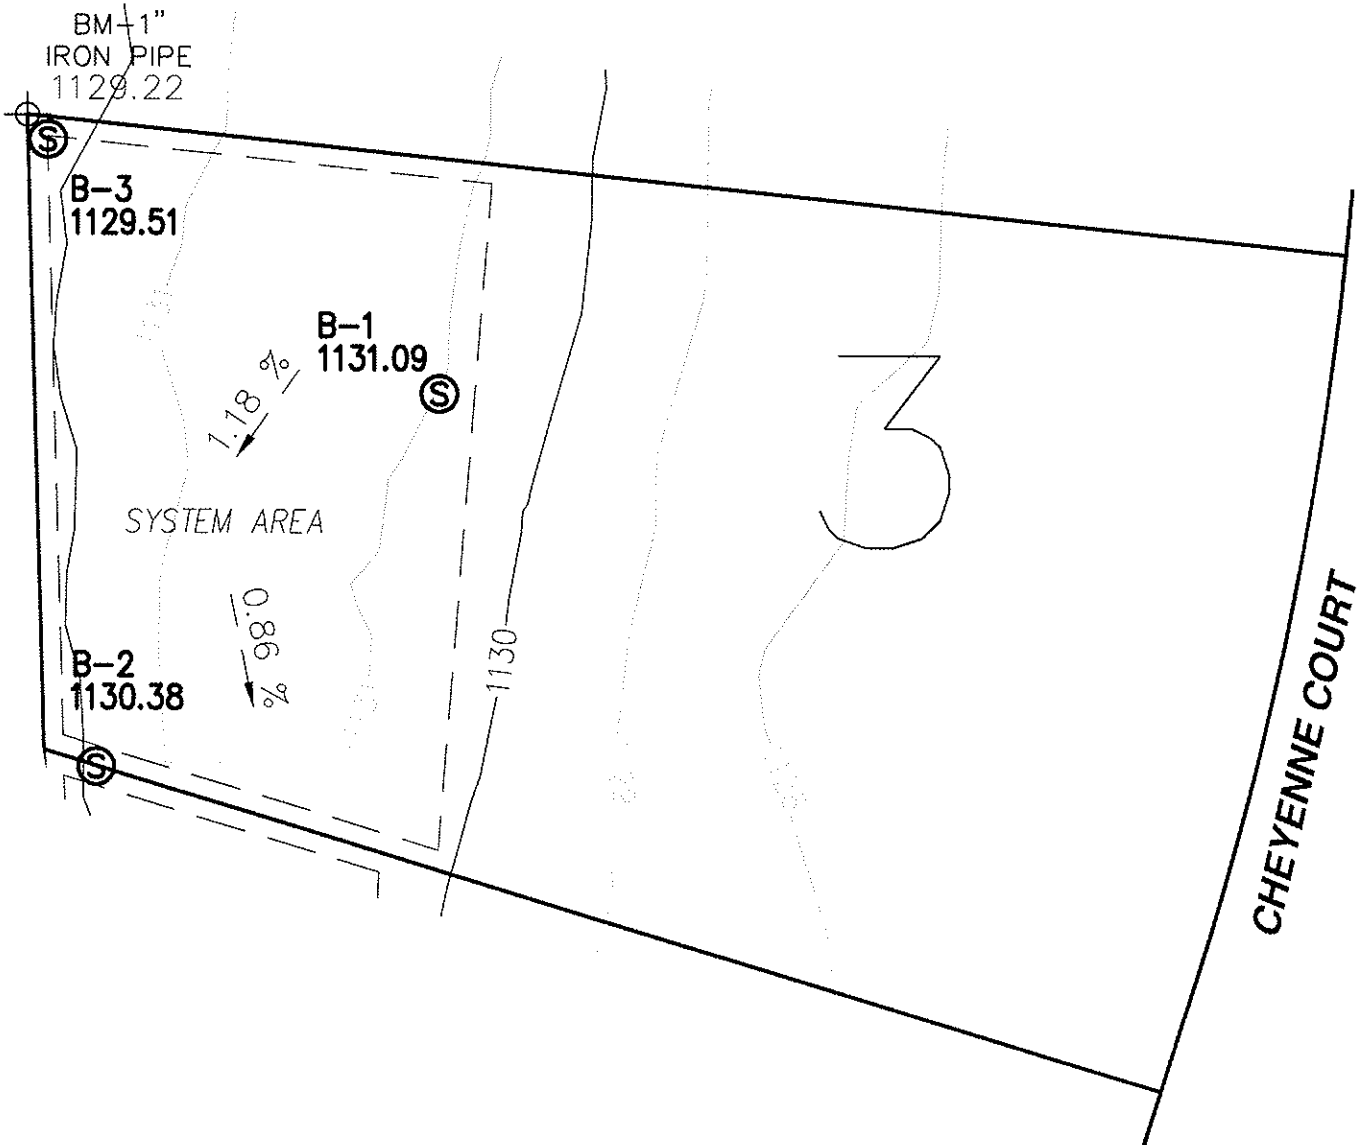 BM-1"
IRON PIPE
1129.22
S
B-3
1129.51
B-1
1131.09
S
1.18 %
3
SYSTEM AREA
0.86 %
1130
B-2
1130.38
S
CHEYENNE COURT